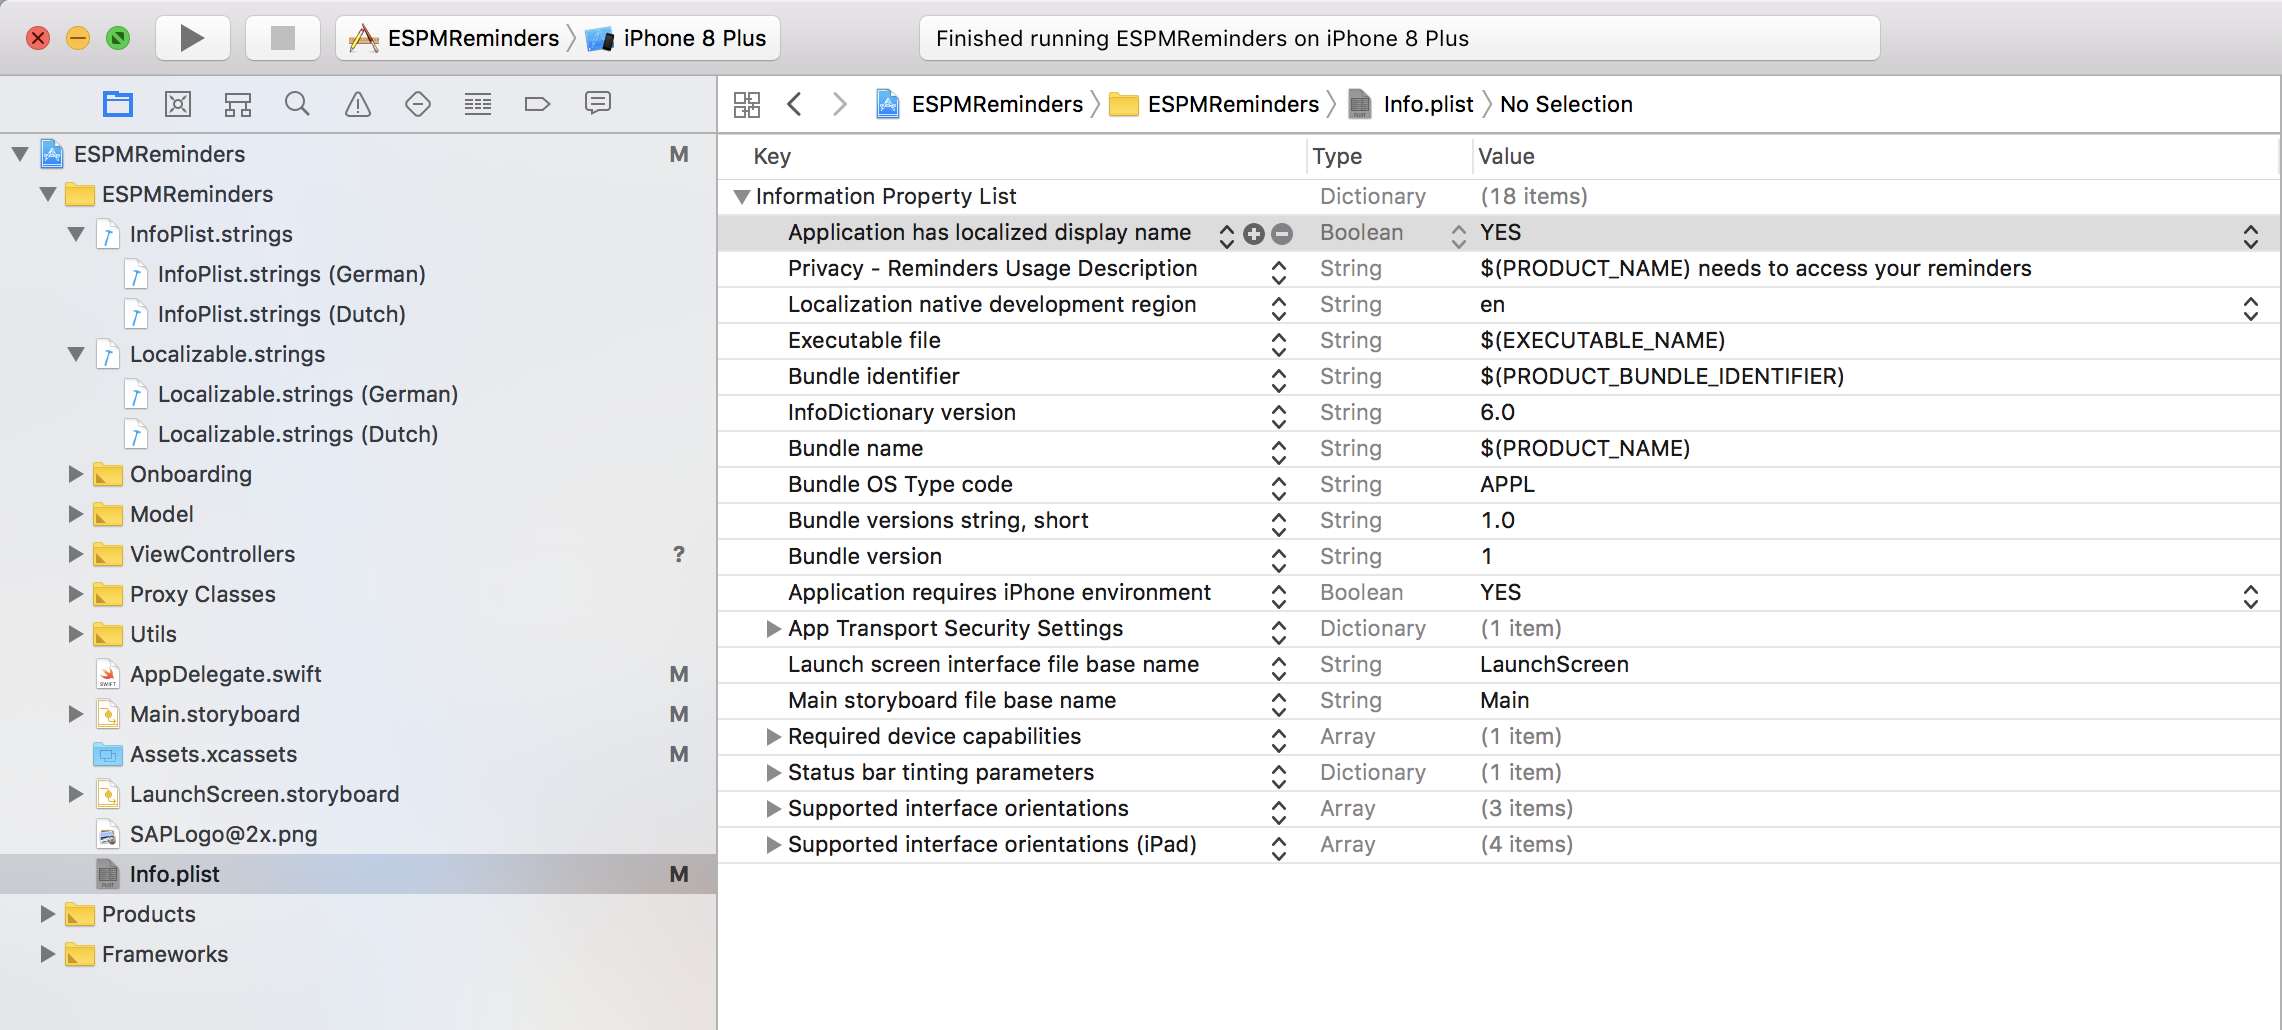 ESPMReminders iPhone 8 Plus
Finished running ESPMReminders on iPhone 8 Plus
ESPMReminders M
ESPMReminders
InfoPlist.strings
InfoPlist.strings (German)
InfoPlist.strings (Dutch)
Localizable.strings
Localizable.strings (German)
Localizable.strings (Dutch)
Onboarding
Model
ViewControllers ?
Proxy Classes
Utils
AppDelegate.swift M
Main.storyboard M
Assets.xcassets M
LaunchScreen.storyboard
SAPLogo@2x.png
Info.plist M
Products
Frameworks
ESPMReminders ESPMReminders Info.plist No Selection
Key Type Value
Information Property List Dictionary (18 items)
Application has localized display name Boolean YES
Privacy - Reminders Usage Description String $(PRODUCT_NAME) needs to access your reminders
Localization native development region String en
Executable file String $(EXECUTABLE_NAME)
Bundle identifier String $(PRODUCT_BUNDLE_IDENTIFIER)
InfoDictionary version String 6.0
Bundle name String $(PRODUCT_NAME)
Bundle OS Type code String APPL
Bundle versions string, short String 1.0
Bundle version String 1
Application requires iPhone environment Boolean YES
App Transport Security Settings Dictionary (1 item)
Launch screen interface file base name String LaunchScreen
Main storyboard file base name String Main
Required device capabilities Array (1 item)
Status bar tinting parameters Dictionary (1 item)
Supported interface orientations Array (3 items)
Supported interface orientations (iPad) Array (4 items)